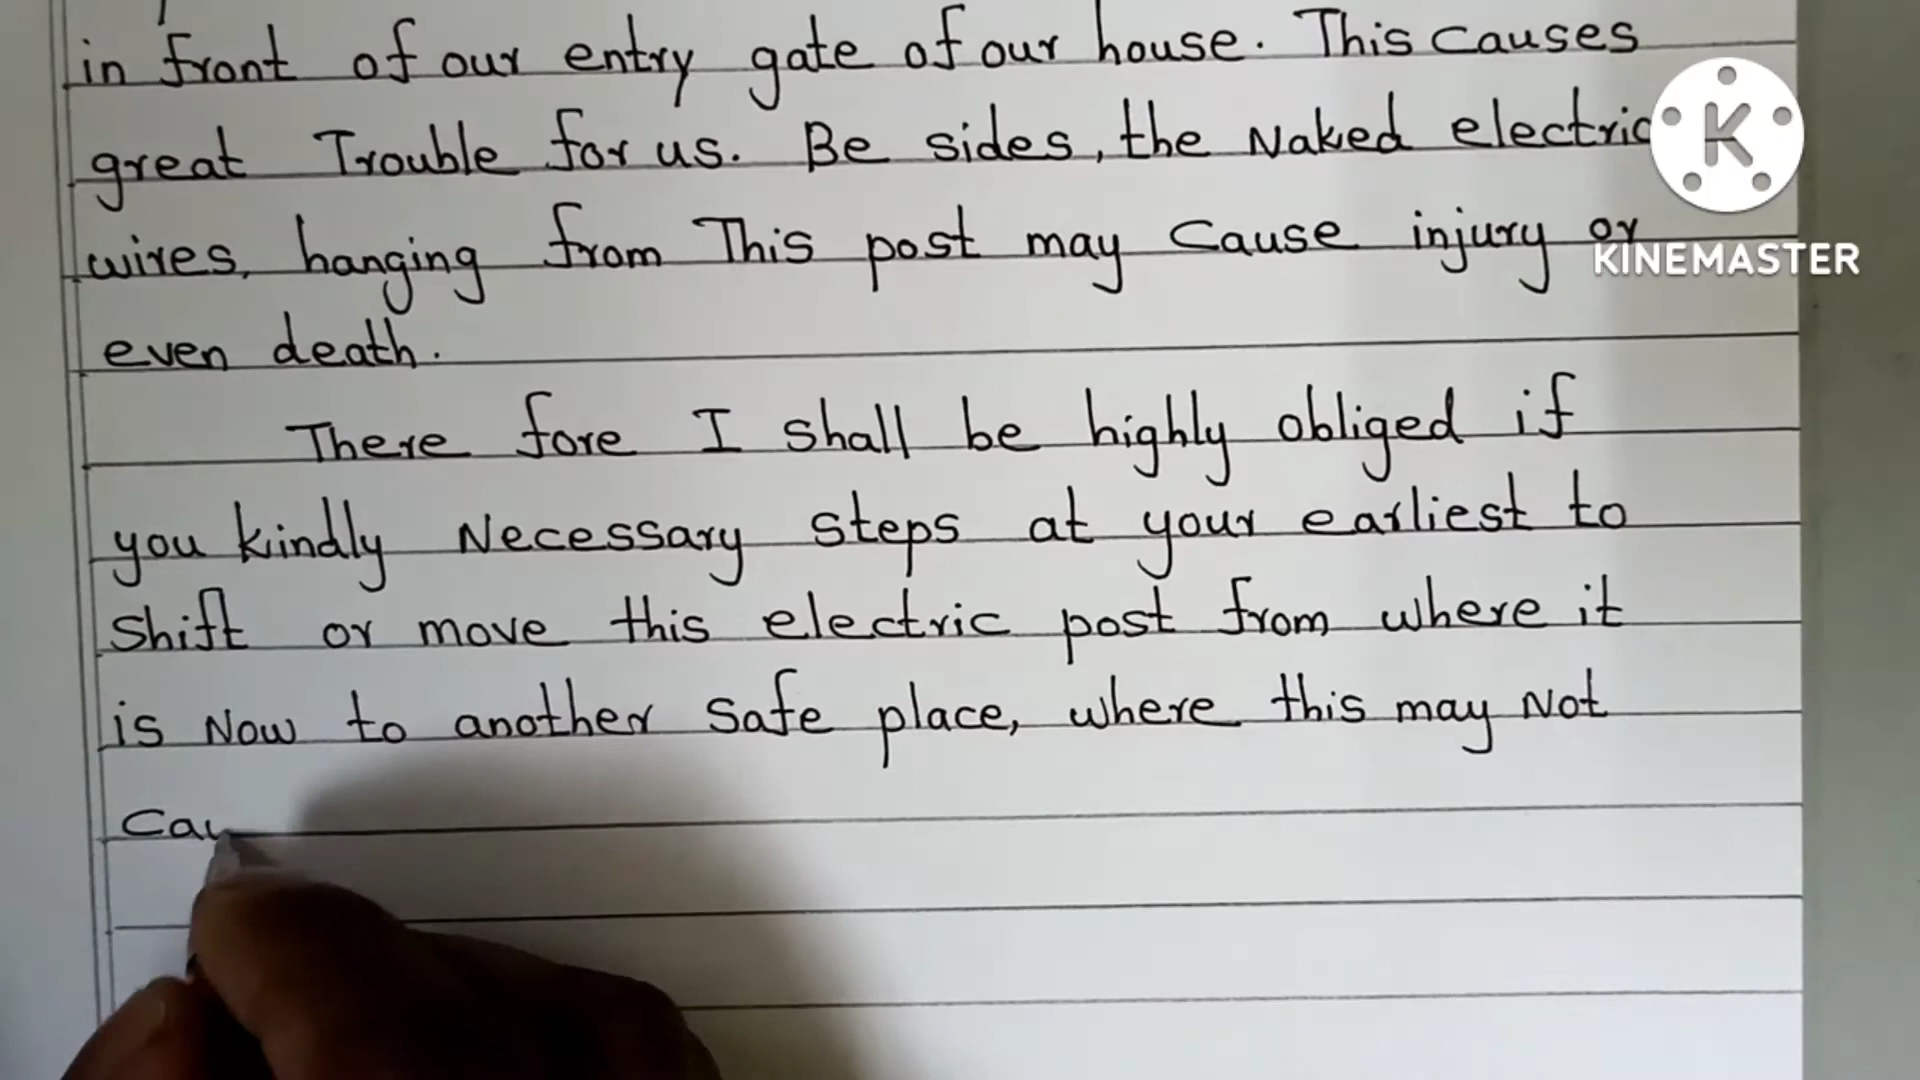 in front of our entry gate of our house. This causes
great Trouble for us. Be sides, the Naked electric
wires, hanging from This post may cause injury or
KINEMASTER
even death.
There fore I shall be highly obliged if
you kindly Necessary steps at your earliest to
Shift or move this electric post from where it
is Now to another safe place, where this may Not
Cau